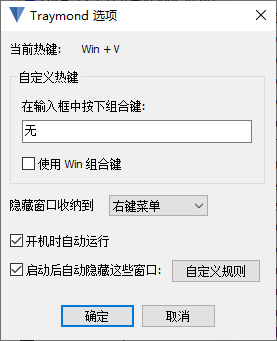 Traymond 选项
当前热键: Win + V
自定义热键
在输入框中按下组合键:
无
使用 Win 组合键
隐藏窗口收纳到 右键菜单
开机时自动运行
启动后自动隐藏这些窗口: 自定义规则
确定 取消